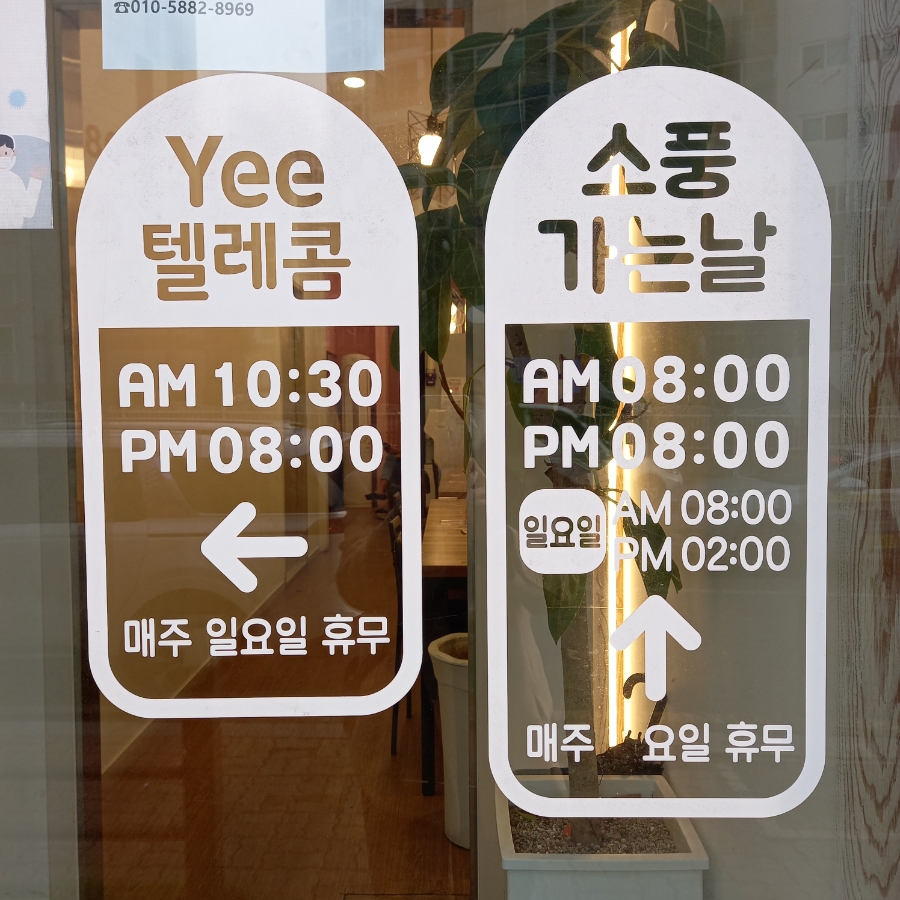 ☎010-5882-8969
Yee
텔레콤
AM 10:30
PM 08:00
매주 일요일 휴무
소풍
가는날
AM 08:00
PM 08:00
일요일
AM 08:00
PM 02:00
매주 요일 휴무